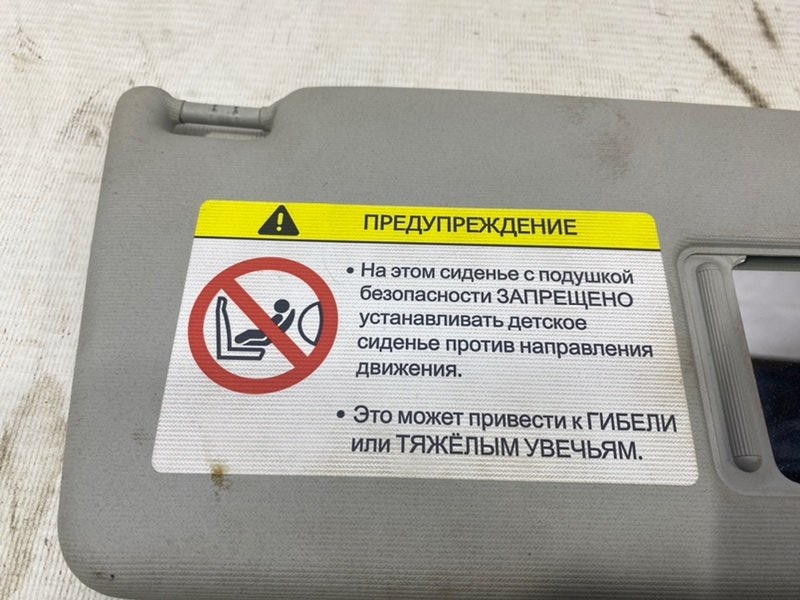 ПРЕДУПРЕЖДЕНИЕ
• На этом сиденье с подушкой
безопасности ЗАПРЕЩЕНО
устанавливать детское
сиденье против направления
движения.
• Это может привести к ГИБЕЛИ
или ТЯЖЁЛЫМ УВЕЧЬЯМ.